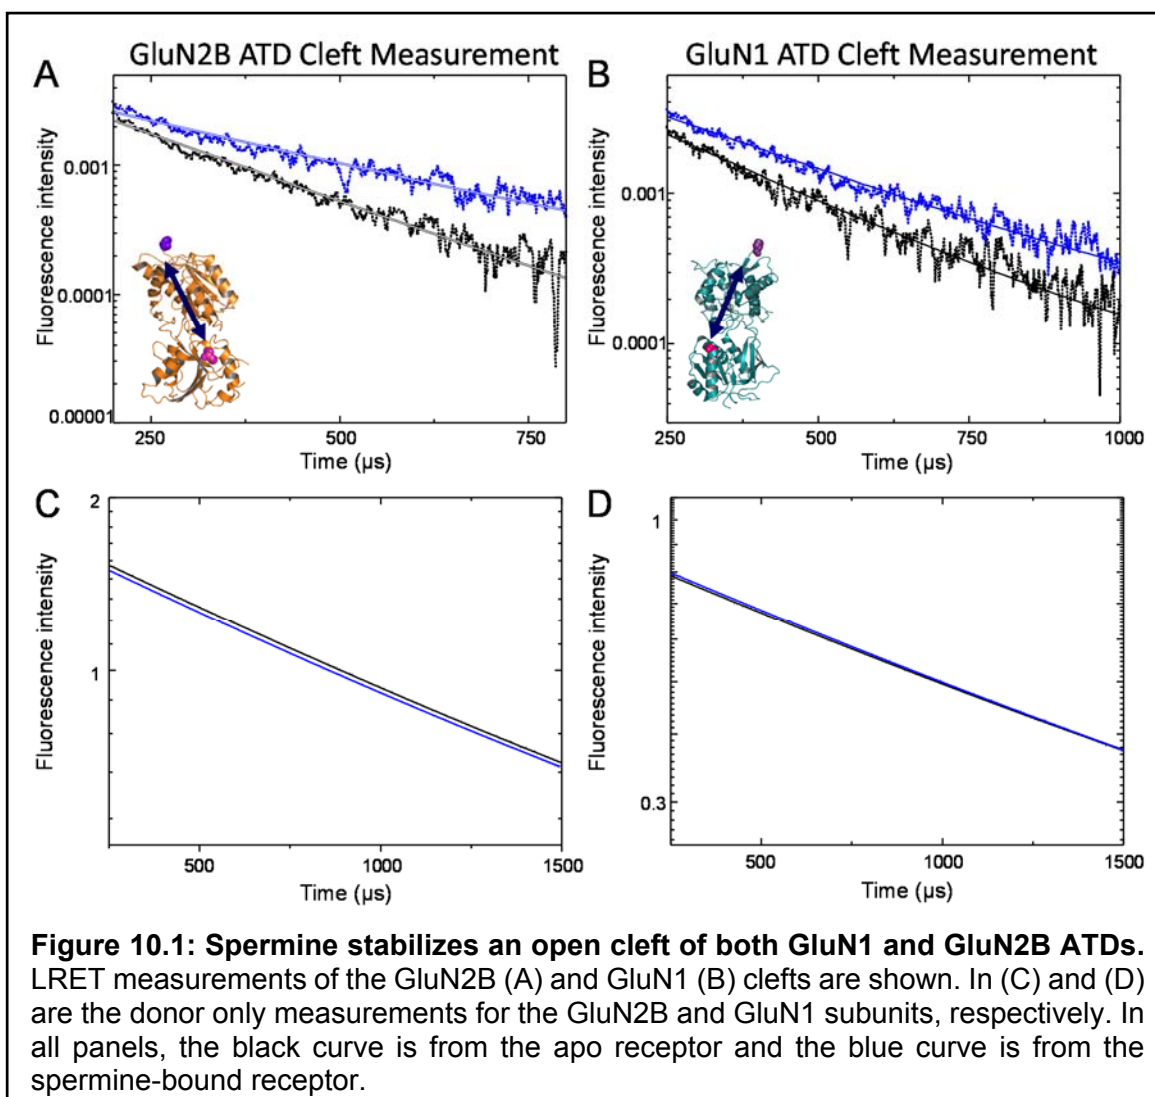 GluN2B ATD Cleft Measurement
GluN1 ATD Cleft Measurement
A
Fluorescence intensity
0.001
0.0001
0.00001
250
500
750
Time (µs)
B
Fluorescence intensity
0.001
0.0001
250
500
750
1000
Time (µs)
C
Fluorescence intensity
2
1
500
1000
1500
Time (µs)
D
Fluorescence intensity
1
0.3
500
1000
1500
Time (µs)
Figure 10.1: Spermine stabilizes an open cleft of both GluN1 and GluN2B ATDs.
LRET measurements of the GluN2B (A) and GluN1 (B) clefts are shown. In (C) and (D)
are the donor only measurements for the GluN2B and GluN1 subunits, respectively. In
all panels, the black curve is from the apo receptor and the blue curve is from the
spermine-bound receptor.